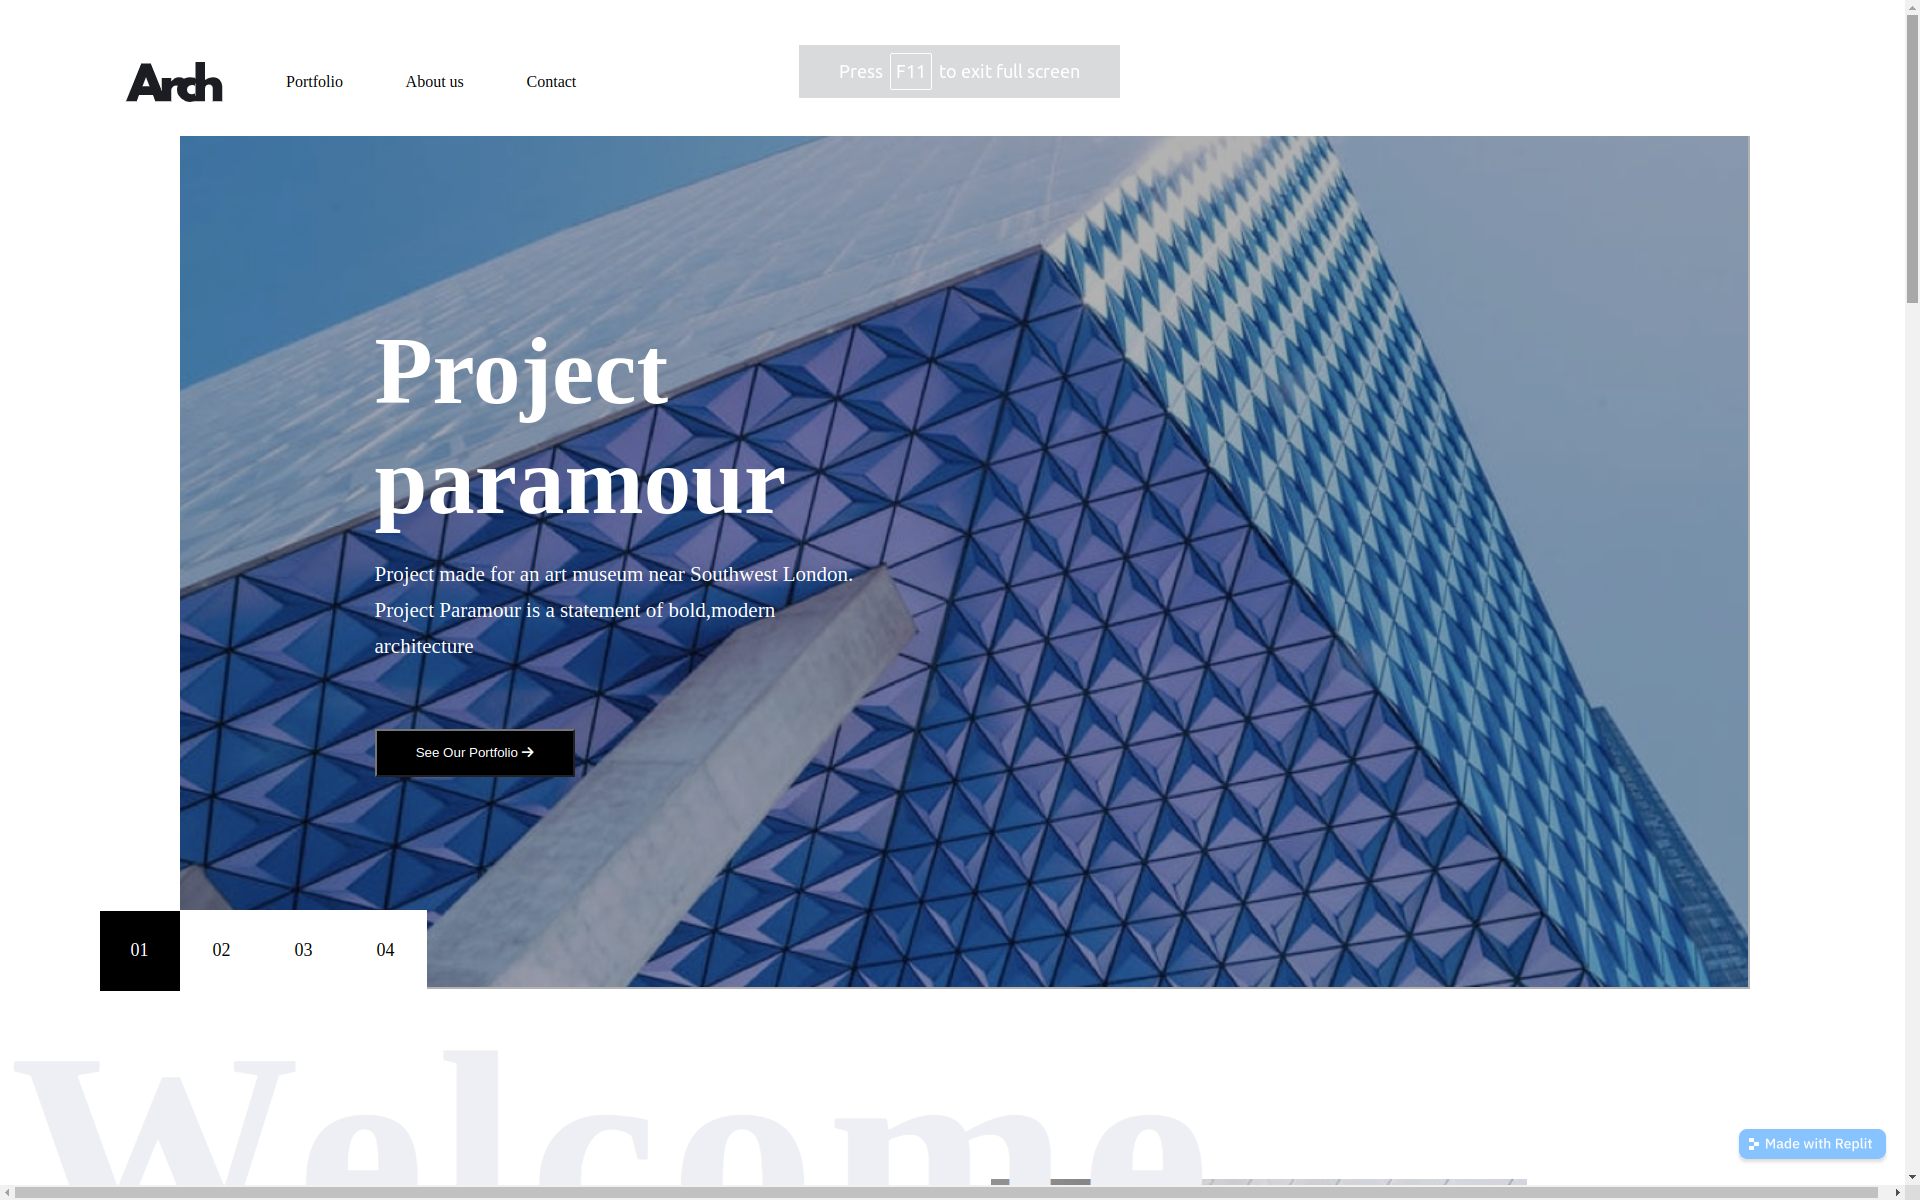 Arch
Portfolio
About us
Contact
Press F11 to exit full screen
Project
paramour
Project made for an art museum near Southwest London.
Project Paramour is a statement of bold,modern
architecture
See Our Portfolio
01
02
03
04
Welcome
Made with Replit